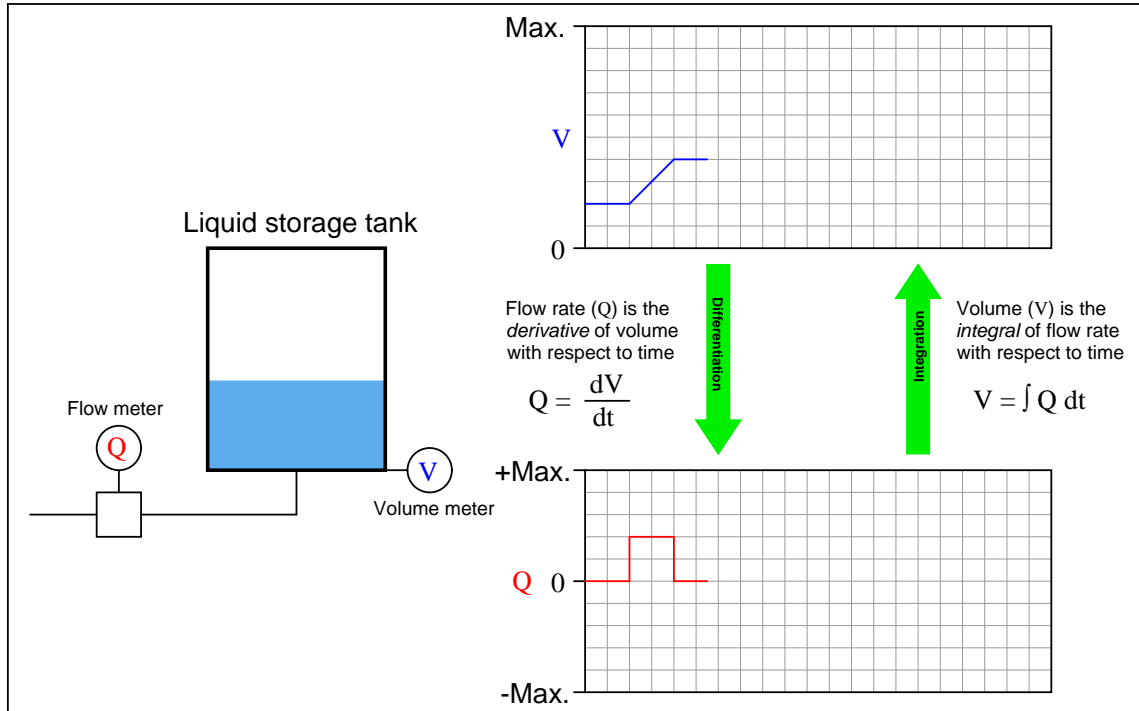 Max.
V
0
Liquid storage tank
Flow meter
Q
V
Volume meter
Flow rate (Q) is the
derivative of volume
with respect to time
Q = dV
dt
Differentiation
Integration
Volume (V) is the
integral of flow rate
with respect to time
V = ∫ Q dt
+Max.
Q 0
-Max.